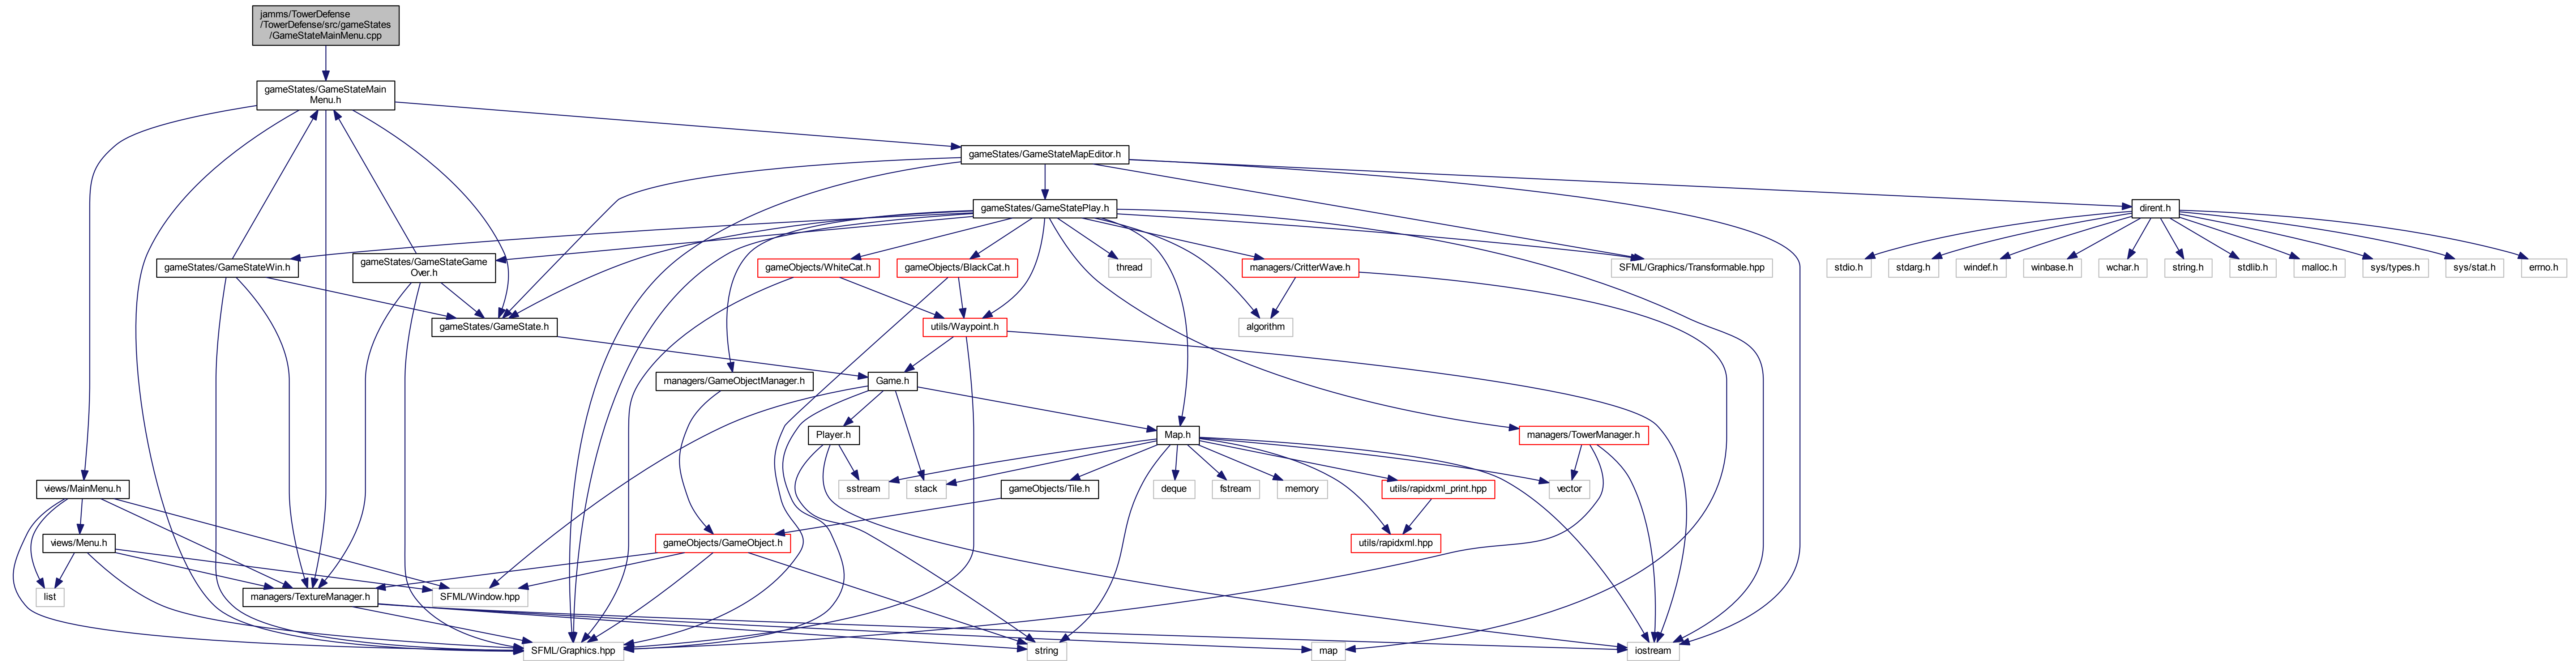 jamms/TowerDefense
/TowerDefense/src/gameStates
/GameStateMainMenu.cpp
gameStates/GameStateMain
Menu.h
gameStates/GameStateMapEditor.h
gameStates/GameStatePlay.h
dirent.h
gameStates/GameStateWin.h
gameStates/GameStateGame
Over.h
gameObjects/WhiteCat.h
gameObjects/BlackCat.h
thread
managers/CritterWave.h
SFML/Graphics/Transformable.hpp
stdio.h
stdarg.h
windef.h
winbase.h
wchar.h
string.h
stdlib.h
malloc.h
sys/types.h
sys/stat.h
errno.h
gameStates/GameState.h
utils/Waypoint.h
algorithm
managers/GameObjectManager.h
Game.h
Player.h
Map.h
managers/TowerManager.h
views/MainMenu.h
sstream
stack
gameObjects/Tile.h
deque
fstream
memory
utils/rapidxml_print.hpp
vector
views/Menu.h
gameObjects/GameObject.h
utils/rapidxml.hpp
list
managers/TextureManager.h
SFML/Window.hpp
SFML/Graphics.hpp
string
map
iostream